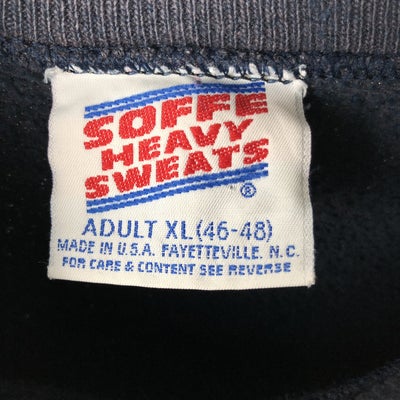 SOFFE
HEAVY
SWEATS
®
ADULT XL (46-48)
MADE IN U.S.A. FAYETTEVILLE, N.C.
FOR CARE & CONTENT SEE REVERSE